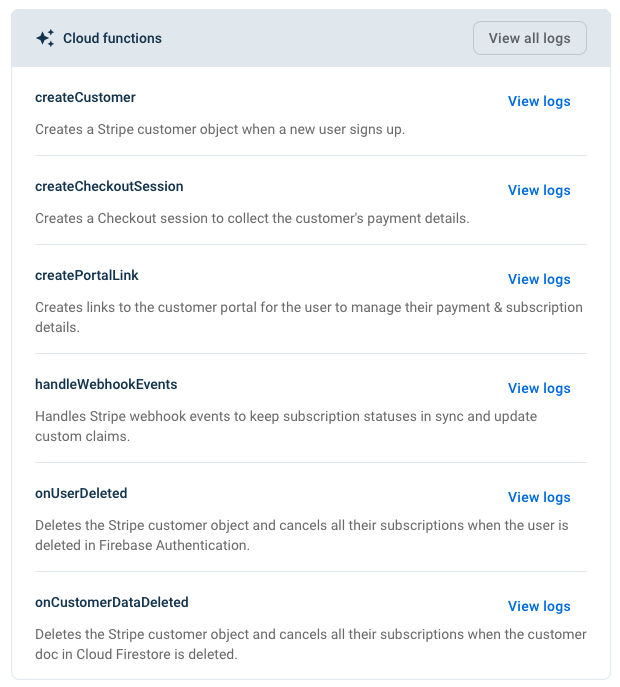 Cloud functions
View all logs
createCustomer
View logs
Creates a Stripe customer object when a new user signs up.
createCheckoutSession
View logs
Creates a Checkout session to collect the customer's payment details.
createPortalLink
View logs
Creates links to the customer portal for the user to manage their payment & subscription
details.
handleWebhookEvents
View logs
Handles Stripe webhook events to keep subscription statuses in sync and update
custom claims.
onUserDeleted
View logs
Deletes the Stripe customer object and cancels all their subscriptions when the user is
deleted in Firebase Authentication.
onCustomerDataDeleted
View logs
Deletes the Stripe customer object and cancels all their subscriptions when the customer
doc in Cloud Firestore is deleted.